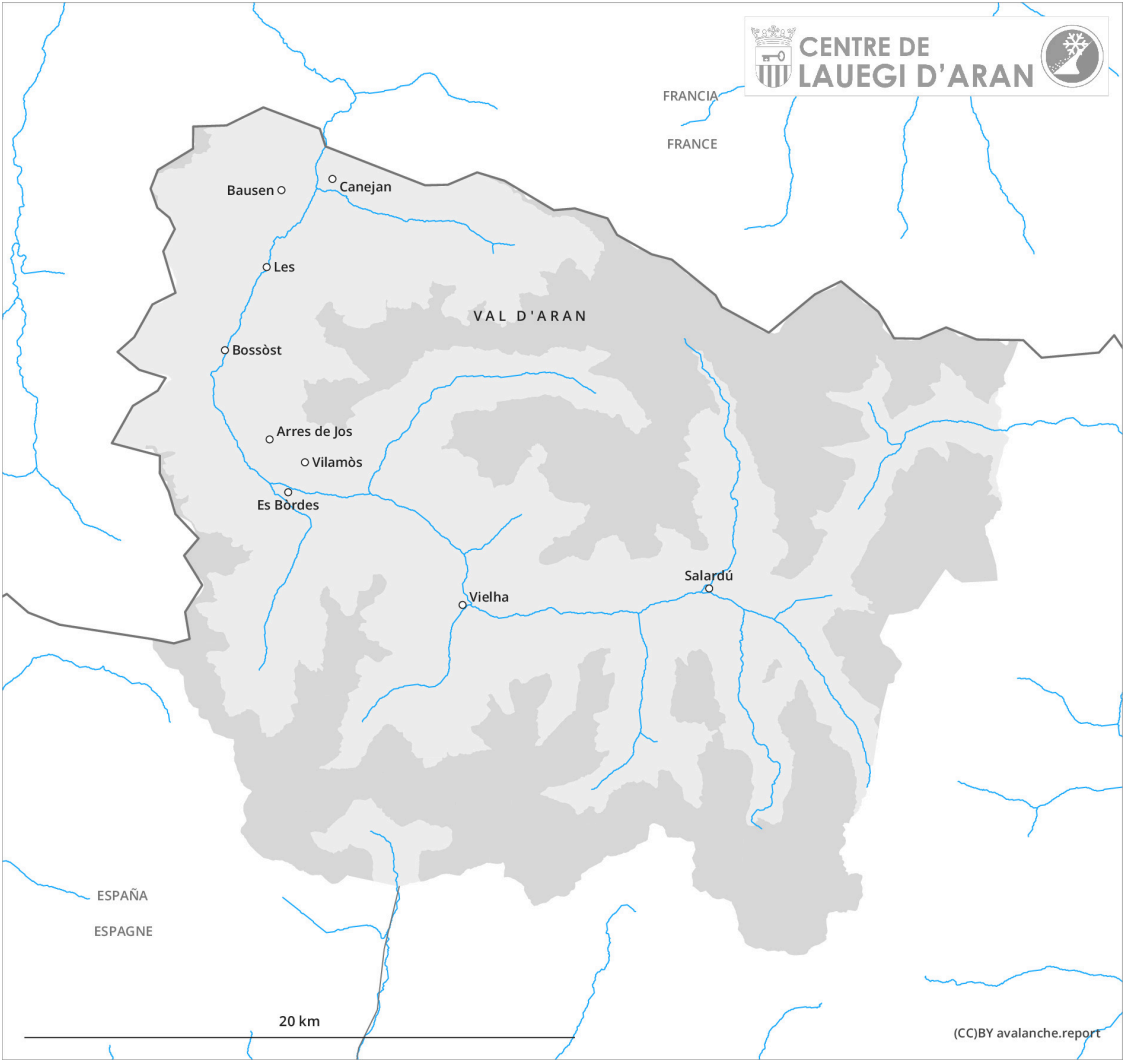 CENTRE DE
LAUEGI D'ARAN
FRANCIA
FRANCE
Bausen
Canejan
Les
VAL D'ARAN
Bossòst
Arres de Jos
Vilamòs
Es Bòrdes
Salardú
Vielha
ESPAÑA
ESPAGNE
20 km
(CC)BY avalanche.report